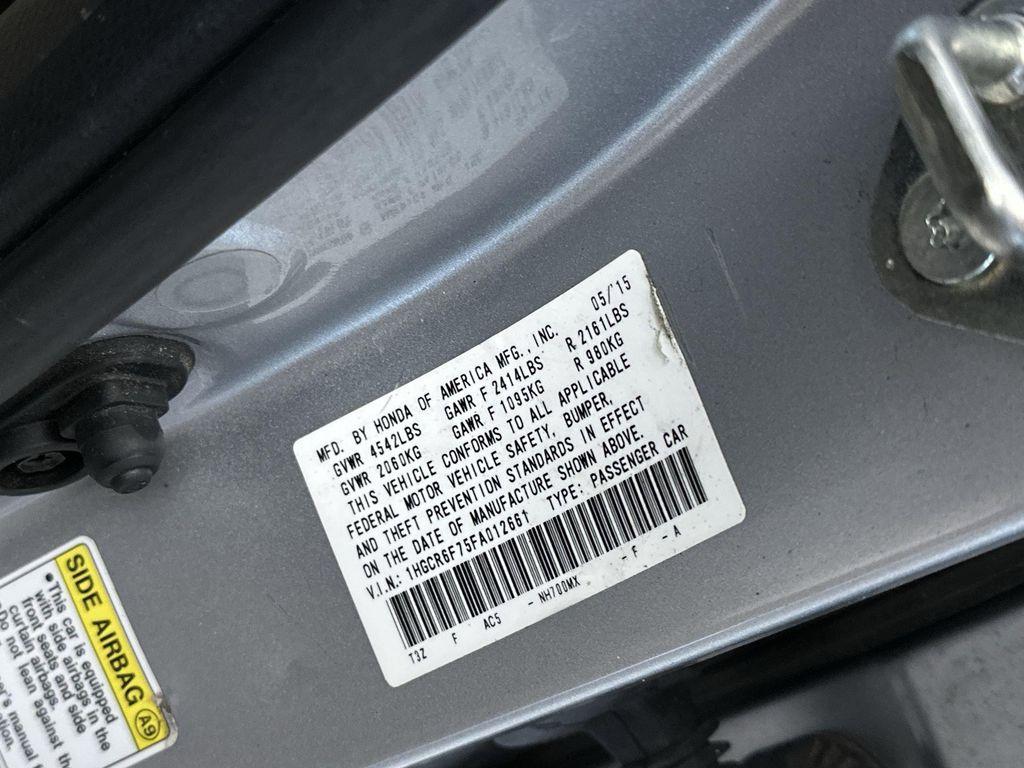 MFD. BY HONDA OF AMERICA MFG., INC. 05/'15
GVWR 4542LBS GAWR F 2414LBS R 2161LBS
GVWR 2060KG GAWR F 1095KG R 980KG
THIS VEHICLE CONFORMS TO ALL APPLICABLE
FEDERAL MOTOR VEHICLE SAFETY, BUMPER,
AND THEFT PREVENTION STANDARDS IN EFFECT
ON THE DATE OF MANUFACTURE SHOWN ABOVE.
V.I.N.: 1HGCR6F75FA012661 TYPE: PASSENGER CAR
T32 F AC5 - NH700MX - F - A
SIDE AIRBAG A9
•This car is equipped
with side airbags in the
front seats and side
curtain airbags.
•Do not lean against
manual